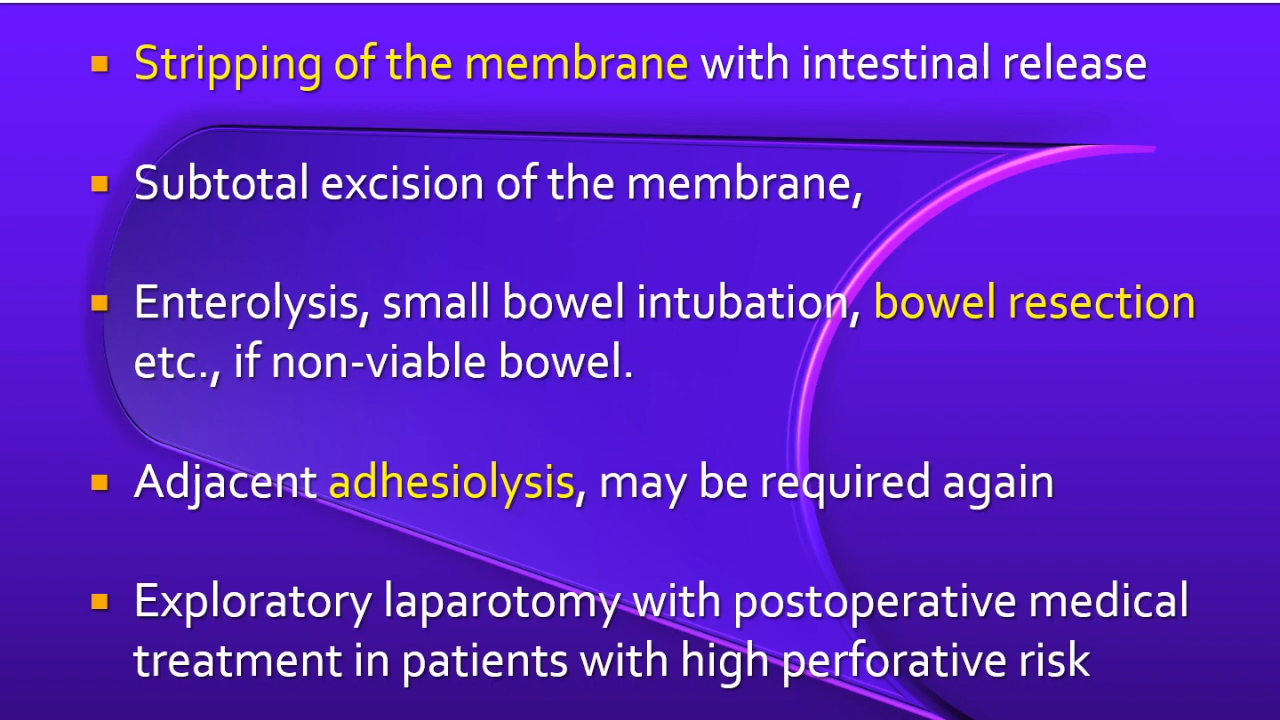 Stripping of the membrane with intestinal release
Subtotal excision of the membrane,
Enterolysis, small bowel intubation, bowel resection
etc., if non-viable bowel.
Adjacent adhesiolysis, may be required again
Exploratory laparotomy with postoperative medical
treatment in patients with high perforative risk